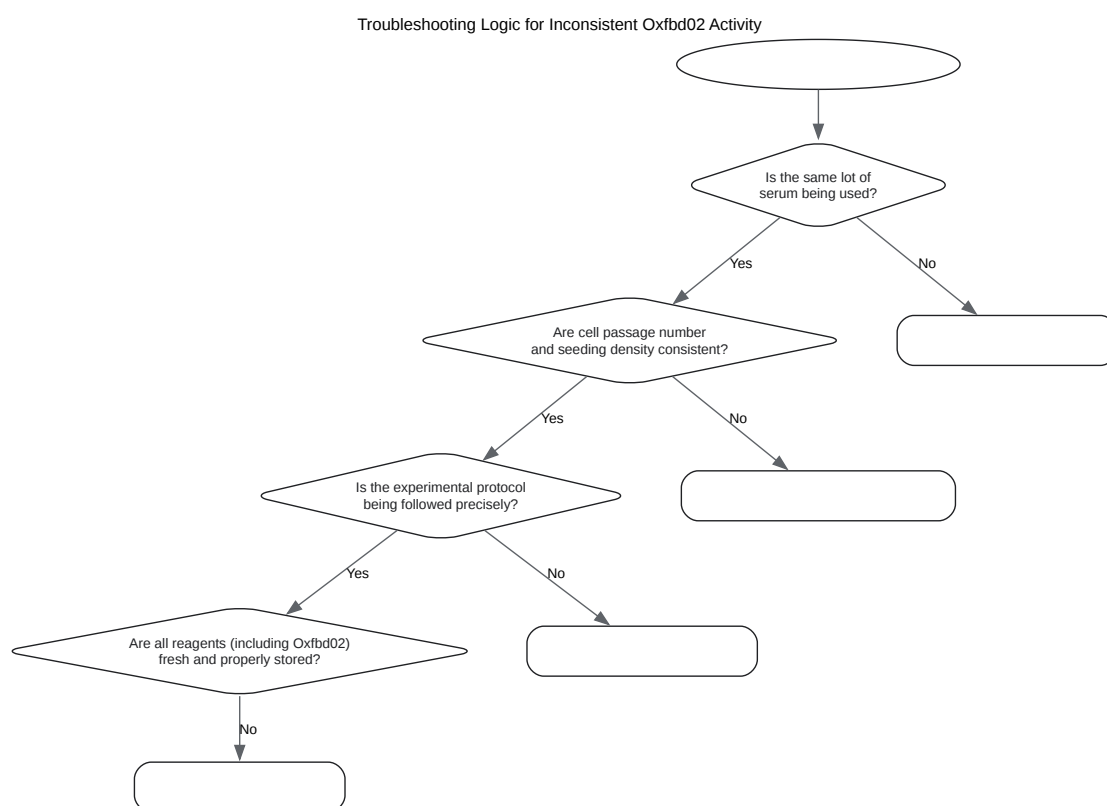 Troubleshooting Logic for Inconsistent Oxfbd02 Activity
Is the same lot of
serum being used?
Yes
No
Are cell passage number
and seeding density consistent?
Yes
No
Is the experimental protocol
being followed precisely?
Yes
No
Are all reagents (including Oxfbd02)
fresh and properly stored?
No